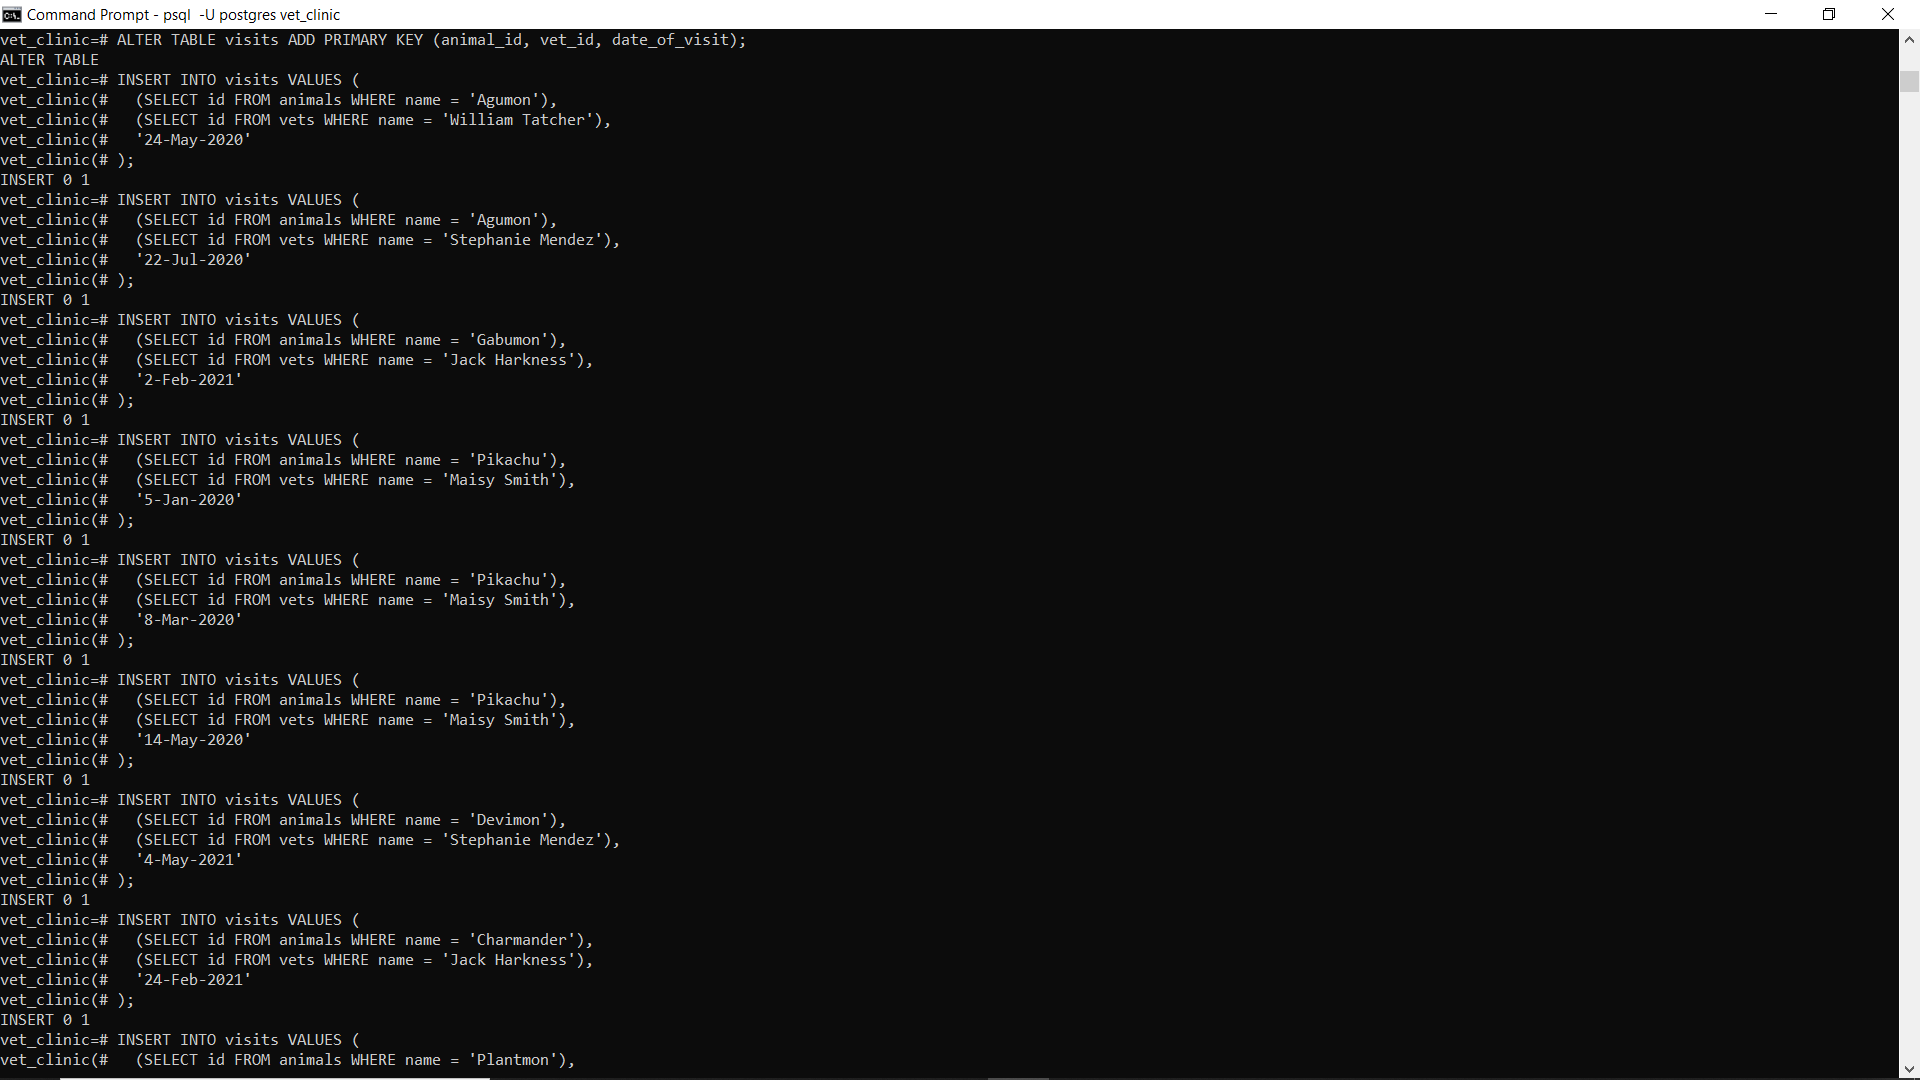 Command Prompt - psql  -U postgres vet_clinic
vet_clinic=# ALTER TABLE visits ADD PRIMARY KEY (animal_id, vet_id, date_of_visit);
ALTER TABLE
vet_clinic=# INSERT INTO visits VALUES (
vet_clinic(#   (SELECT id FROM animals WHERE name = 'Agumon'),
vet_clinic(#   (SELECT id FROM vets WHERE name = 'William Tatcher'),
vet_clinic(#   '24-May-2020'
vet_clinic(# );
INSERT 0 1
vet_clinic=# INSERT INTO visits VALUES (
vet_clinic(#   (SELECT id FROM animals WHERE name = 'Agumon'),
vet_clinic(#   (SELECT id FROM vets WHERE name = 'Stephanie Mendez'),
vet_clinic(#   '22-Jul-2020'
vet_clinic(# );
INSERT 0 1
vet_clinic=# INSERT INTO visits VALUES (
vet_clinic(#   (SELECT id FROM animals WHERE name = 'Gabumon'),
vet_clinic(#   (SELECT id FROM vets WHERE name = 'Jack Harkness'),
vet_clinic(#   '2-Feb-2021'
vet_clinic(# );
INSERT 0 1
vet_clinic=# INSERT INTO visits VALUES (
vet_clinic(#   (SELECT id FROM animals WHERE name = 'Pikachu'),
vet_clinic(#   (SELECT id FROM vets WHERE name = 'Maisy Smith'),
vet_clinic(#   '5-Jan-2020'
vet_clinic(# );
INSERT 0 1
vet_clinic=# INSERT INTO visits VALUES (
vet_clinic(#   (SELECT id FROM animals WHERE name = 'Pikachu'),
vet_clinic(#   (SELECT id FROM vets WHERE name = 'Maisy Smith'),
vet_clinic(#   '8-Mar-2020'
vet_clinic(# );
INSERT 0 1
vet_clinic=# INSERT INTO visits VALUES (
vet_clinic(#   (SELECT id FROM animals WHERE name = 'Pikachu'),
vet_clinic(#   (SELECT id FROM vets WHERE name = 'Maisy Smith'),
vet_clinic(#   '14-May-2020'
vet_clinic(# );
INSERT 0 1
vet_clinic=# INSERT INTO visits VALUES (
vet_clinic(#   (SELECT id FROM animals WHERE name = 'Devimon'),
vet_clinic(#   (SELECT id FROM vets WHERE name = 'Stephanie Mendez'),
vet_clinic(#   '4-May-2021'
vet_clinic(# );
INSERT 0 1
vet_clinic=# INSERT INTO visits VALUES (
vet_clinic(#   (SELECT id FROM animals WHERE name = 'Charmander'),
vet_clinic(#   (SELECT id FROM vets WHERE name = 'Jack Harkness'),
vet_clinic(#   '24-Feb-2021'
vet_clinic(# );
INSERT 0 1
vet_clinic=# INSERT INTO visits VALUES (
vet_clinic(#   (SELECT id FROM animals WHERE name = 'Plantmon'),